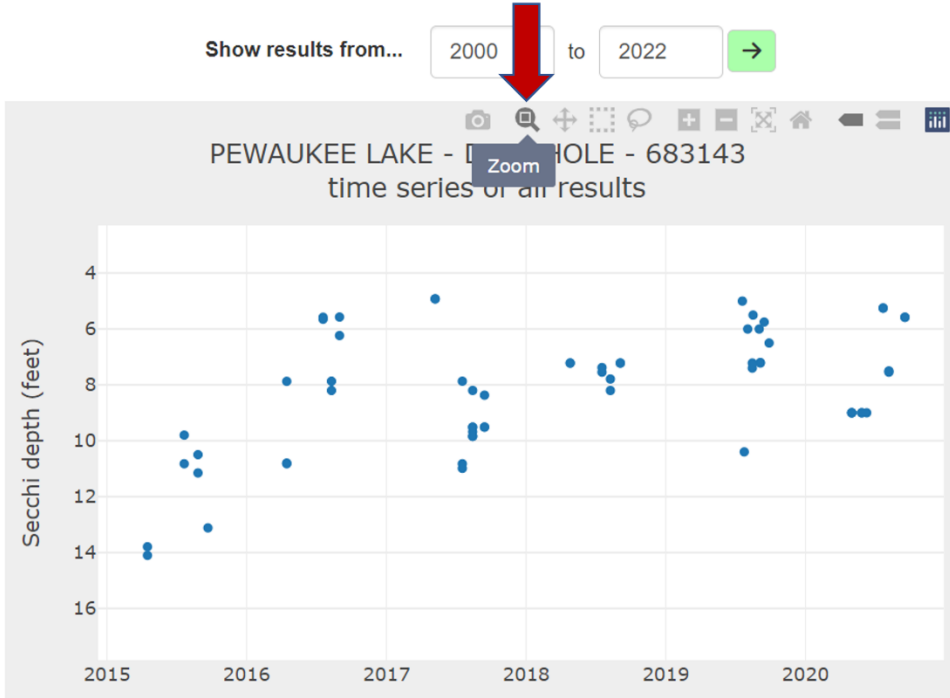 Show results from...
2000
to
2022
PEWAUKEE LAKE - D HOLE - 683143
Zoom
time series of all results
4
6
8
10
12
14
16
Secchi depth (feet)
2015 2016 2017 2018 2019 2020